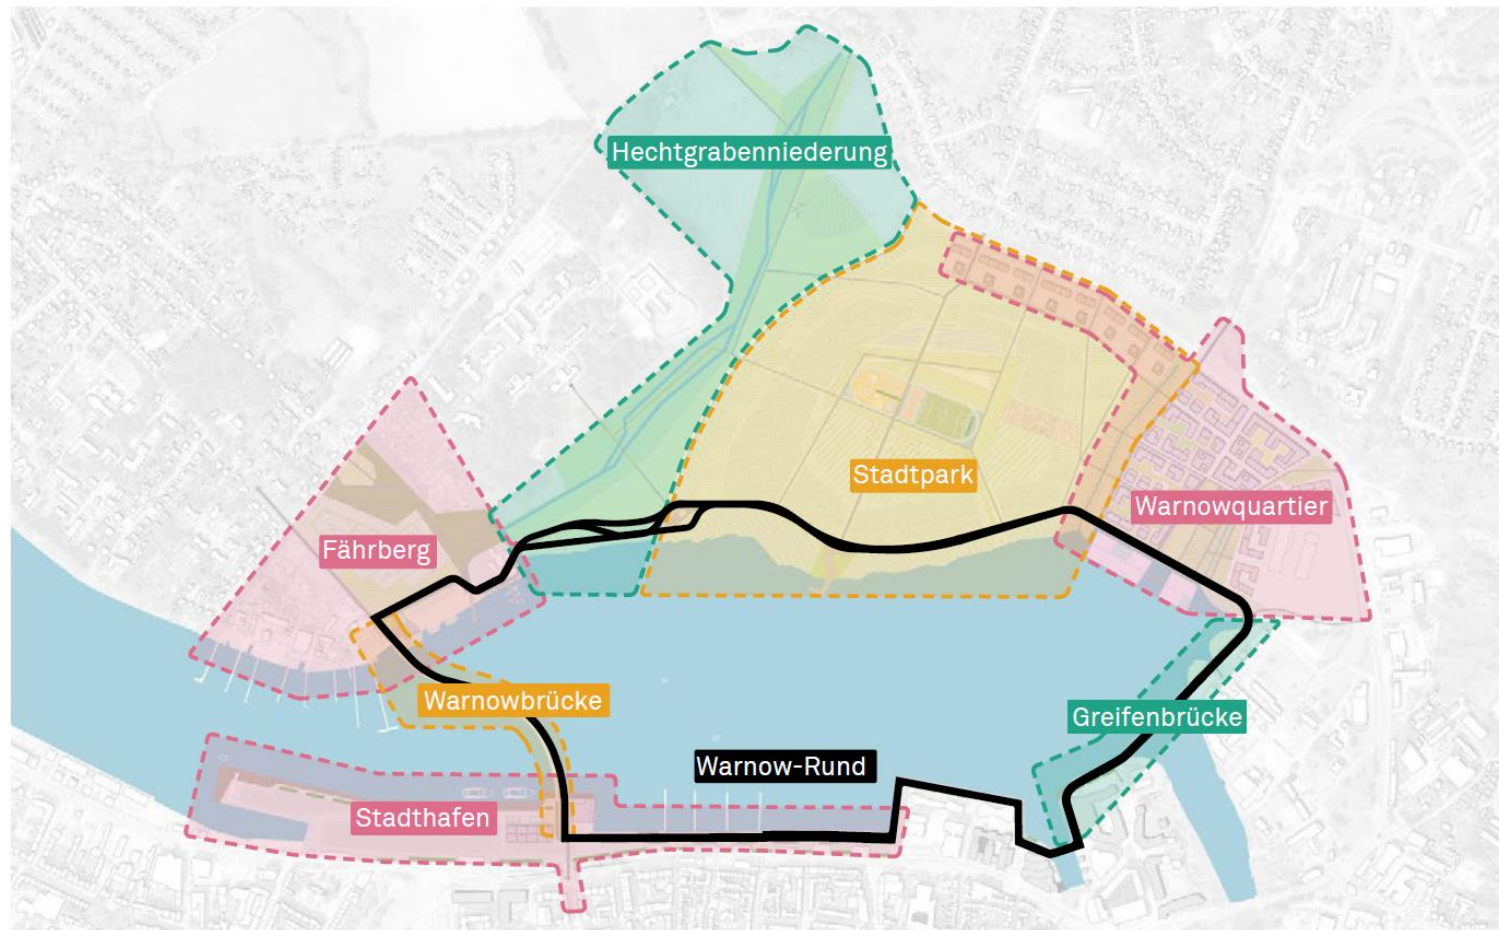 Hechtgrabenniederung
Stadtpark
Warnowquartier
Fährberg
Warnowbrücke
Greifenbrücke
Warnow-Rund
Stadthafen